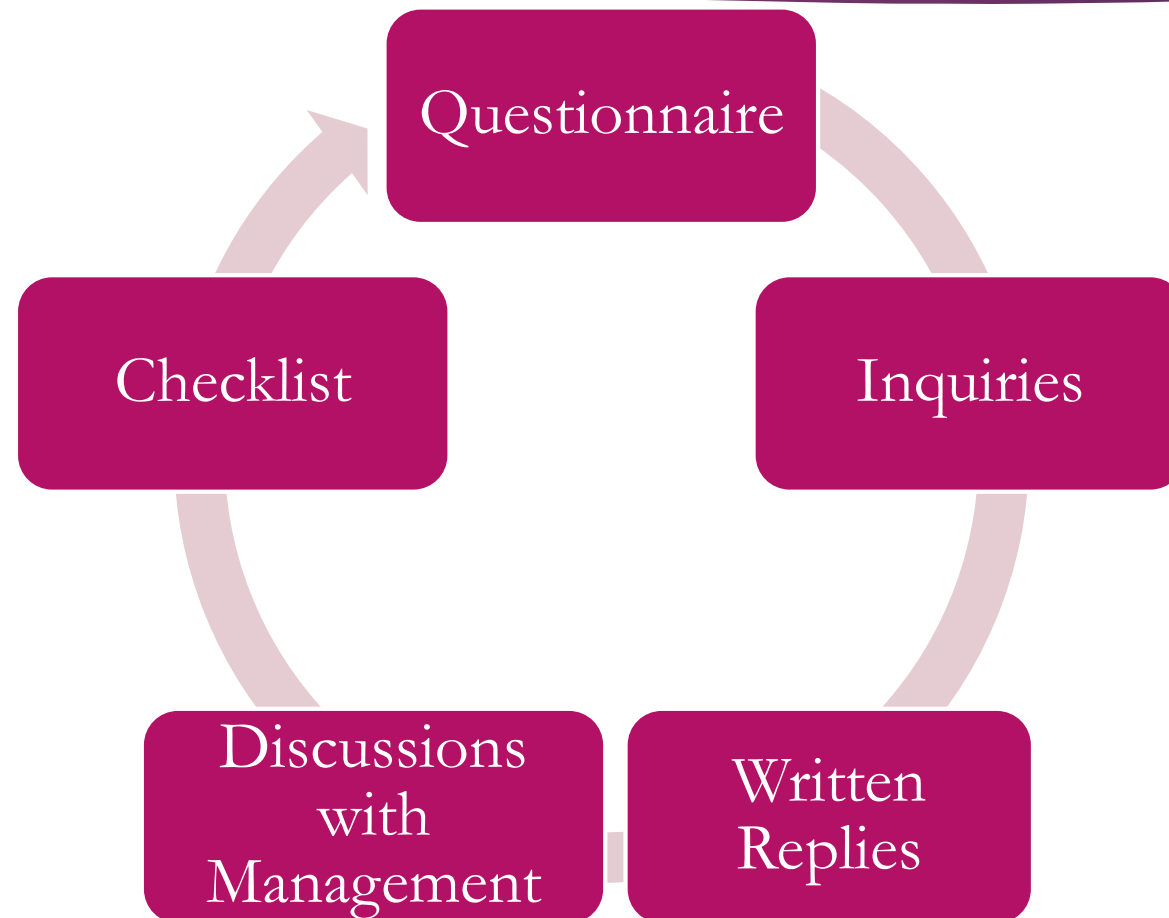 Questionnaire
Inquiries
Written
Replies
Discussions
with
Management
Checklist